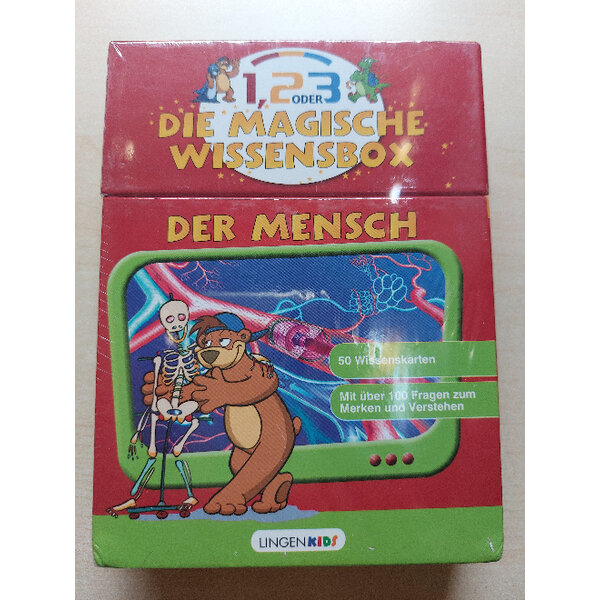 1, 2 ODER 3
DIE MAGISCHE
WISSENSBOX
DER MENSCH
50 Wissenskarten
Mit über 100 Fragen zum
Merken und Verstehen
LINGEN KIDS